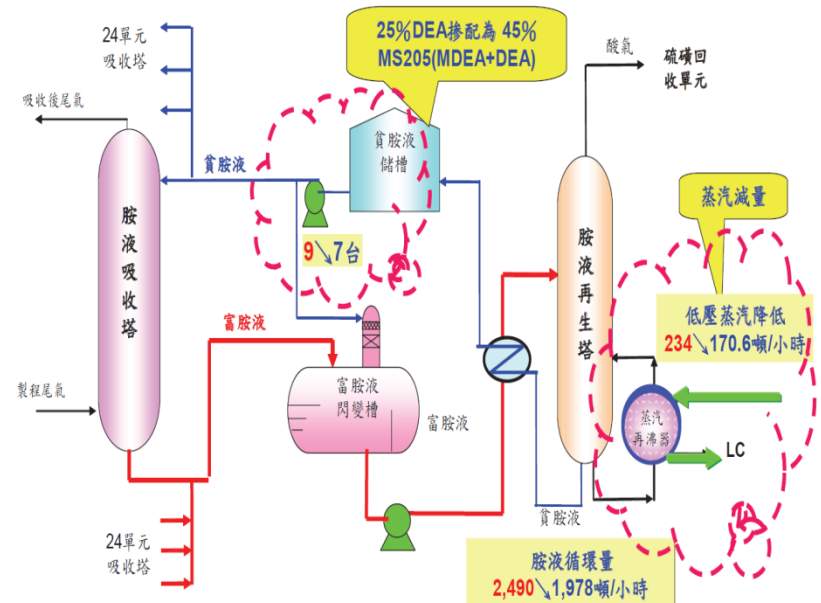 24單元
吸收塔
吸收後尾氣
貧胺液
胺液吸收塔
製程尾氣
24單元
吸收塔
富胺液
25%DEA摻配為 45%
MS205(MDEA+DEA)
貧胺液
儲槽
9↘7台
富胺液
閃變槽
富胺液
酸氣
硫磺回
收單元
胺液再生塔
蒸汽減量
低壓蒸汽降低
234↘170.6噸/小時
蒸汽
再沸器
LC
貧胺液
胺液循環量
2,490↘1,978噸/小時